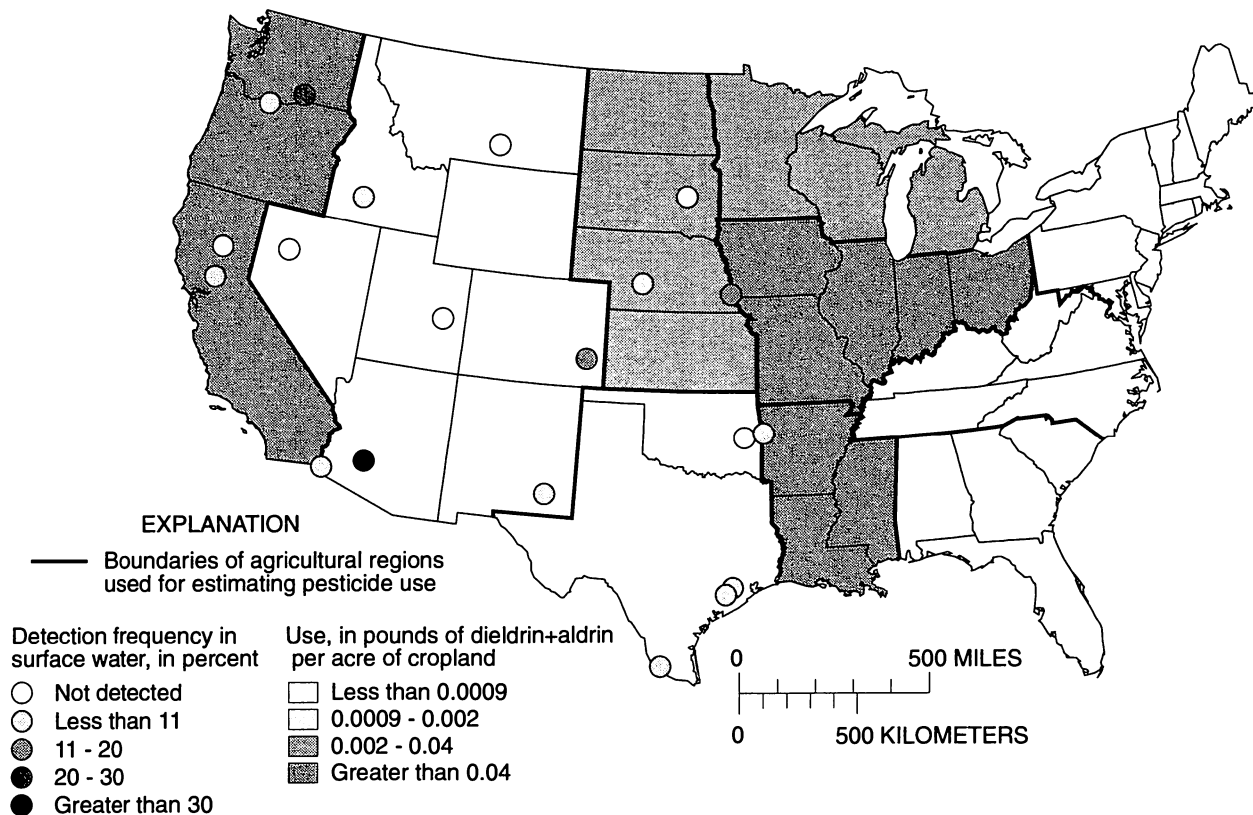 EXPLANATION
Boundaries of agricultural regions
used for estimating pesticide use
Detection frequency in
surface water, in percent
Not detected
Less than 11
11 - 20
20 - 30
Greater than 30
Use, in pounds of dieldrin+aldrin
per acre of cropland
Less than 0.0009
0.0009 - 0.002
0.002 - 0.04
Greater than 0.04
0 500 MILES
0 500 KILOMETERS